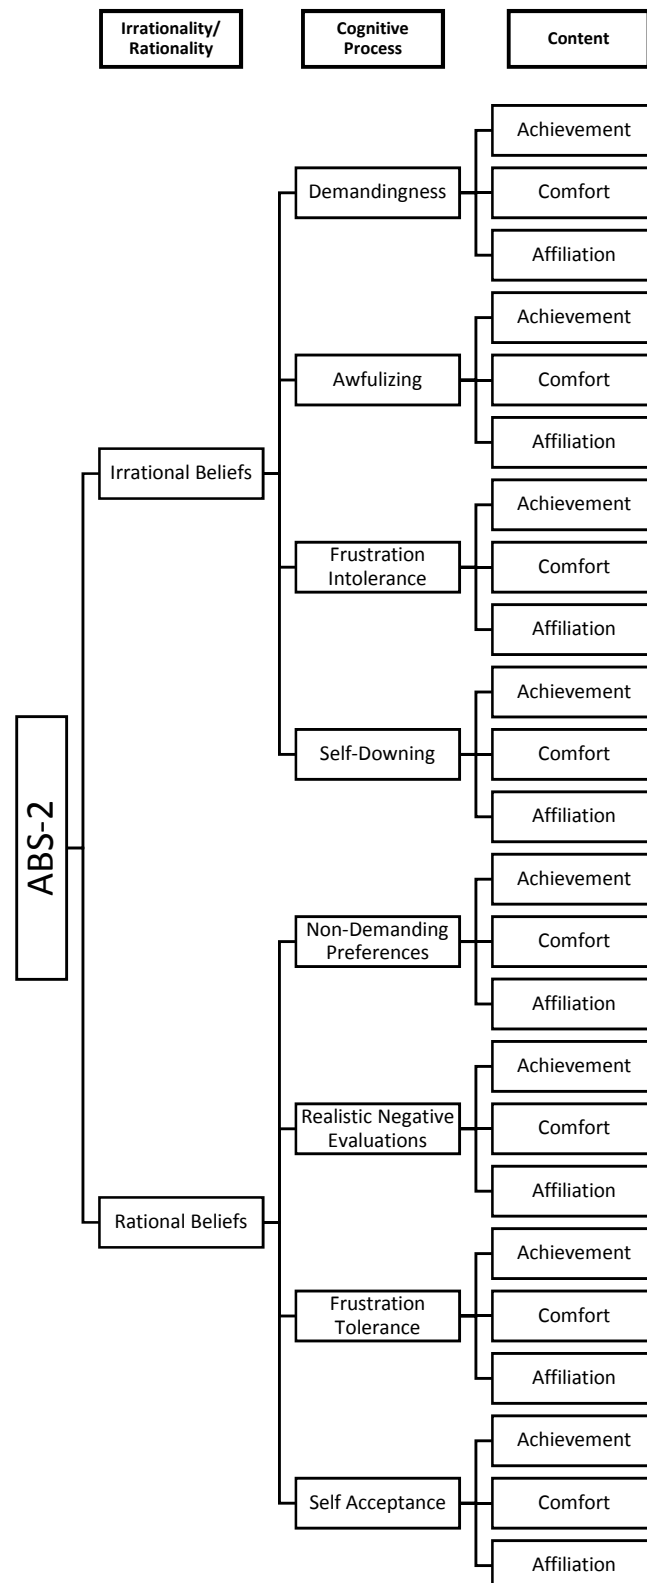 Irrationality/
Rationality
Cognitive
Process
Content
ABS-2
Irrational Beliefs
Demandingness
Achievement
Comfort
Affiliation
Awfulizing
Achievement
Comfort
Affiliation
Frustration
Intolerance
Achievement
Comfort
Affiliation
Self-Downing
Achievement
Comfort
Affiliation
Rational Beliefs
Non-Demanding
Preferences
Achievement
Comfort
Affiliation
Realistic Negative
Evaluations
Achievement
Comfort
Affiliation
Frustration
Tolerance
Achievement
Comfort
Affiliation
Self Acceptance
Achievement
Comfort
Affiliation